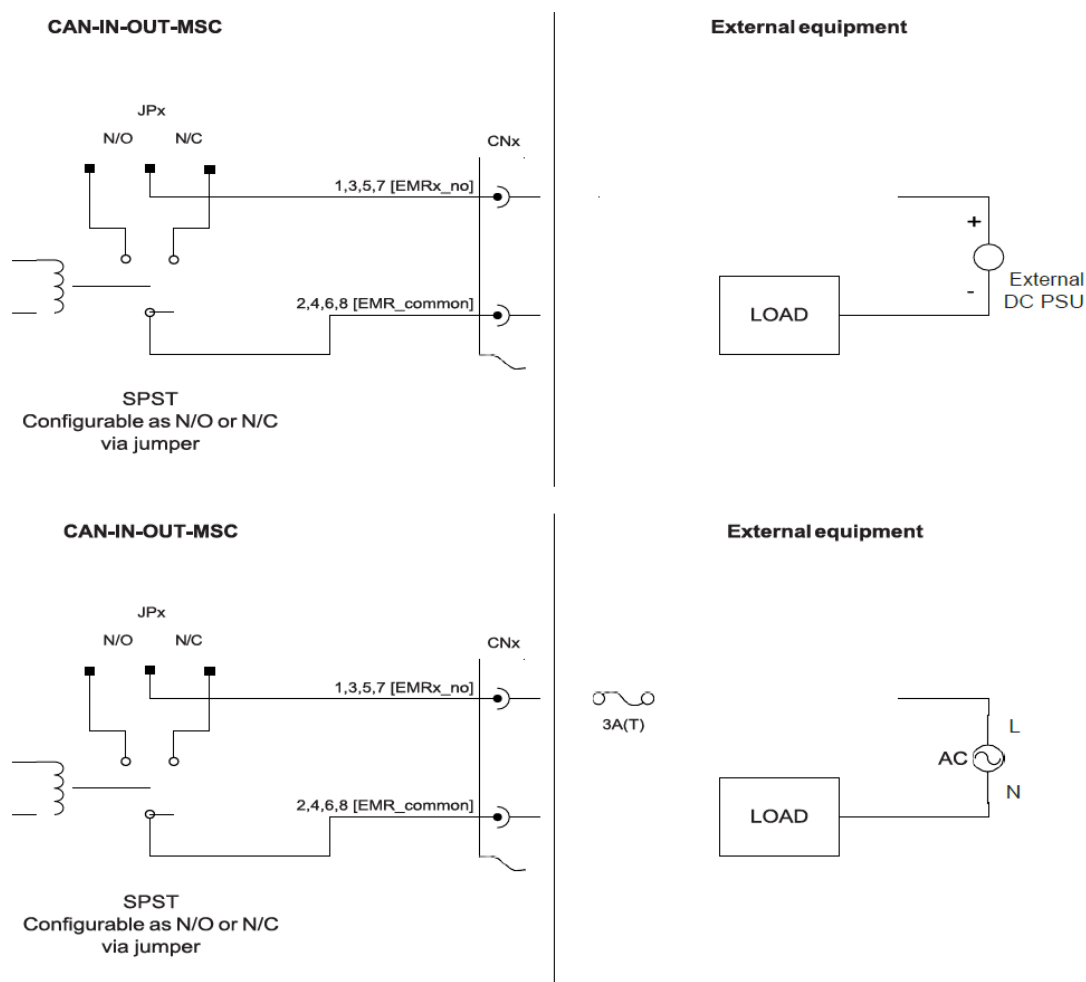 CAN-IN-OUT-MSC
External equipment
JPx
N/O
N/C
CNx
1,3,5,7 [EMRx_no]
+
-
External
DC PSU
2,4,6,8 [EMR_common]
LOAD
SPST
Configurable as N/O or N/C
via jumper
CAN-IN-OUT-MSC
External equipment
JPx
N/O
N/C
CNx
1,3,5,7 [EMRx_no]
3A(T)
L
AC
N
2,4,6,8 [EMR_common]
LOAD
SPST
Configurable as N/O or N/C
via jumper